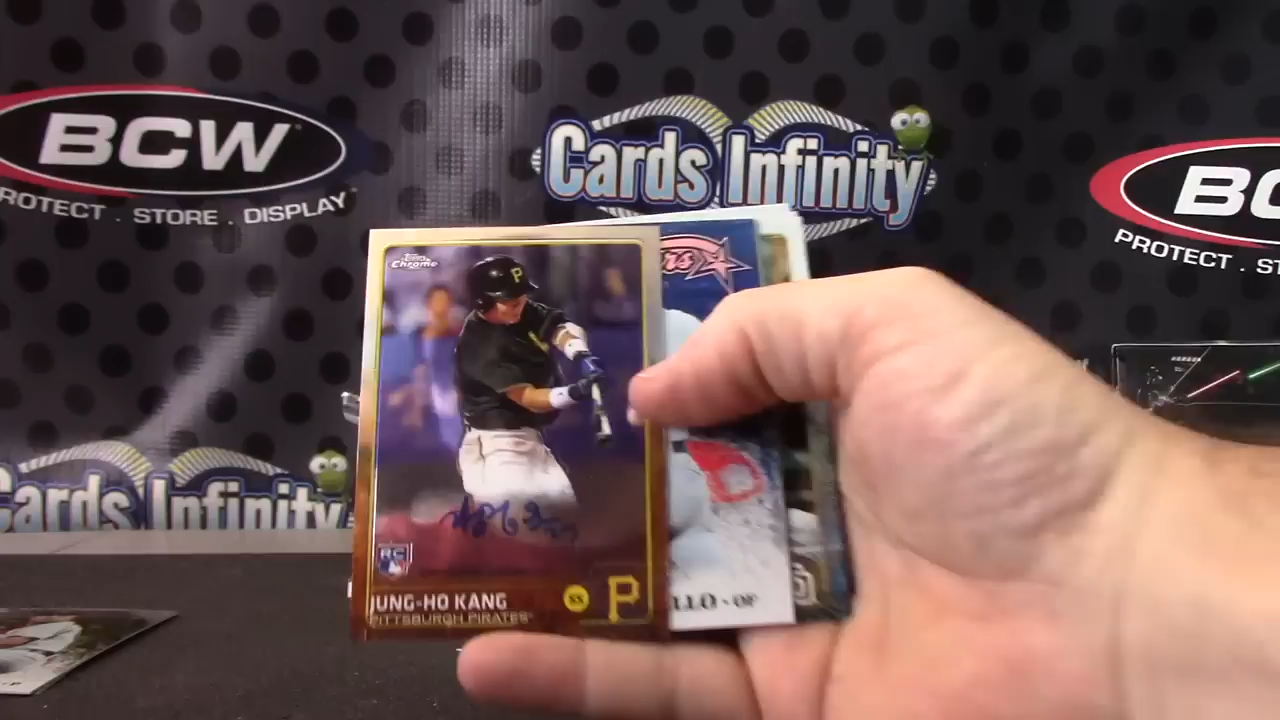 BCW
PROTECT . STORE . DISPLAY
Cards Infinity
PROTECT . ST
Topps
Chrome
P
RC
JUNG-HO KANG
SS
P
PITTSBURGH PIRATES
LLO - OF
Cards Infinity